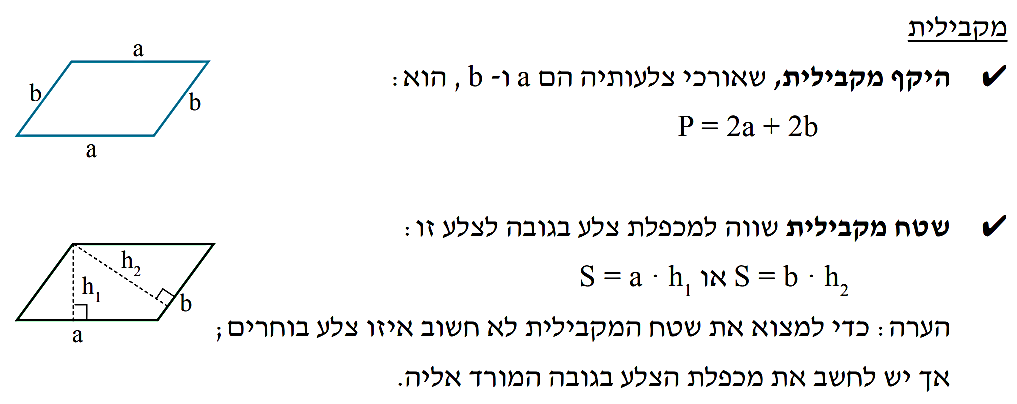 מקבילית
✔ היקף מקבילית, שאורכי צלעותיה הם a ו- b , הוא:
P = 2a + 2b
a
b
b
a
✔ שטח מקבילית שווה למכפלת צלע בגובה לצלע זו:
S = a · h₁ או S = b · h₂
הערה: כדי למצוא את שטח המקבילית לא חשוב איזו צלע בוחרים;
אך יש לחשב את מכפלת הצלע בגובה המורד אליה.
h₂
h₁
b
a